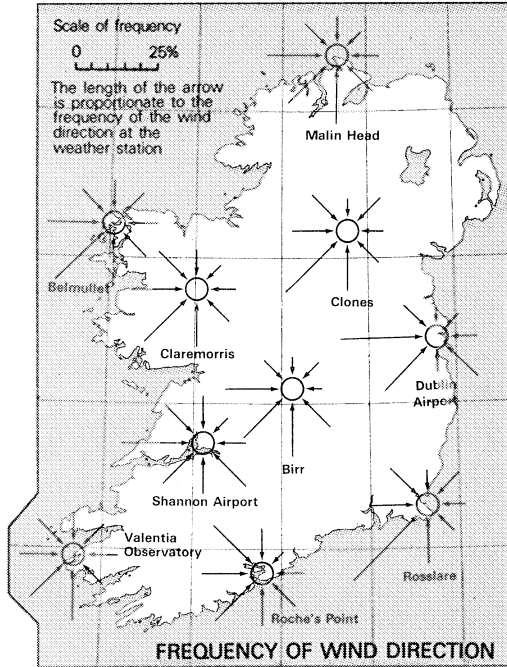 Scale of frequency
0 25%
The length of the arrow
is proportionate to the
frequency of the wind
direction at the
weather station
Malin Head
Belmullet
Clones
Claremorris
Dublin
Airport
Birr
Shannon Airport
Valentia
Observatory
Rosslare
Roche's Point
FREQUENCY OF WIND DIRECTION